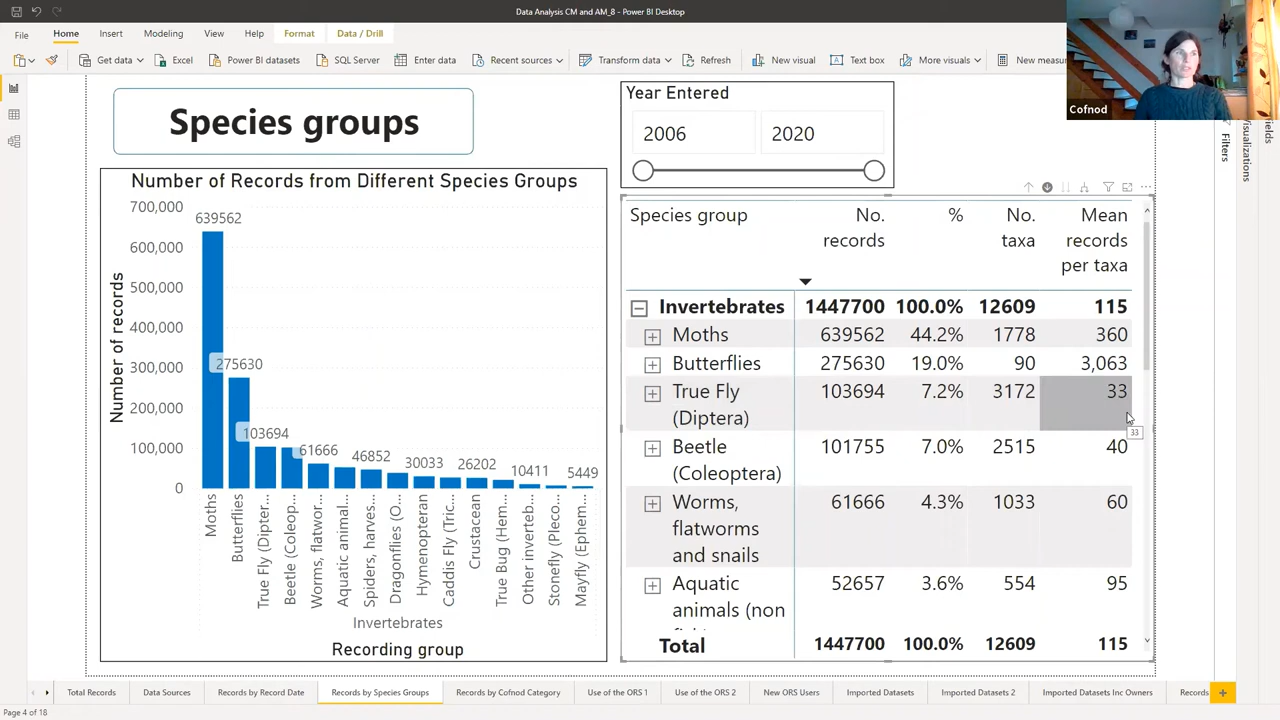 Data Analysis CM and AM_8 - Power BI Desktop
File Home Insert Modeling View Help Format Data / Drill
Get data Excel Power BI datasets SQL Server Enter data Recent sources Transform data Refresh New visual Text box More visuals New measu
Cofnod
Species groups
Year Entered
2006 2020
Number of Records from Different Species Groups
Number of records
700,000
600,000
500,000
400,000
300,000
200,000
100,000
0
639562
275630
103694
61666
46852
30033
26202
10411
5449
Moths
Butterflies
True Fly (Dipter...
Beetle (Coleop...
Worms, flatwor...
Aquatic animal...
Spiders, harves...
Dragonflies (O...
Hymenopteran
Caddis Fly (Tric...
Crustacean
True Bug (Hem...
Other inverteb...
Stonefly (Pleco...
Mayfly (Ephem...
Invertebrates
Recording group
Species group No. % No. Mean
records taxa records
per taxa
Invertebrates 1447700 100.0% 12609 115
Moths 639562 44.2% 1778 360
Butterflies 275630 19.0% 90 3,063
True Fly 103694 7.2% 3172 33
(Diptera)
33
Beetle 101755 7.0% 2515 40
(Coleoptera)
Worms, 61666 4.3% 1033 60
flatworms
and snails
Aquatic 52657 3.6% 554 95
animals (non
Total 1447700 100.0% 12609 115
Filters
Visualizations
Fields
Total Records Data Sources Records by Record Date Records by Species Groups Records by Cofnod Category Use of the ORS 1 Use of the ORS 2 New ORS Users Imported Datasets Imported Datasets 2 Imported Datasets Inc Owners Records
Page 4 of 18